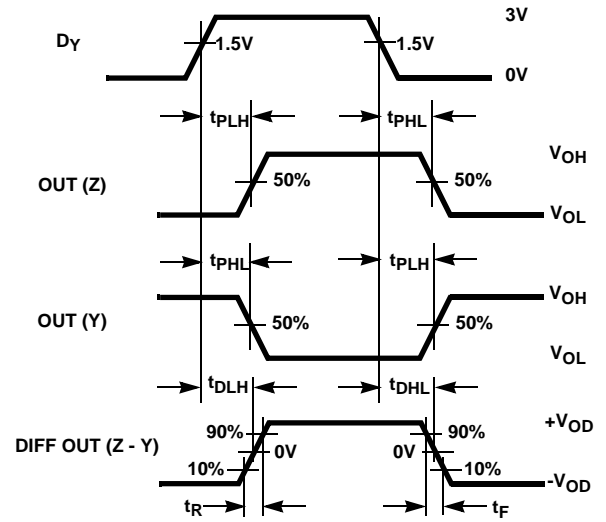 3V
DY
1.5V
1.5V
0V
tPLH
tPHL
VOH
OUT (Z)
50%
50%
VOL
tPHL
tPLH
VOH
OUT (Y)
50%
50%
VOL
tDLH
tDHL
+VOD
90%
90%
DIFF OUT (Z - Y)
0V
0V
10%
10%
-VOD
tR
tF